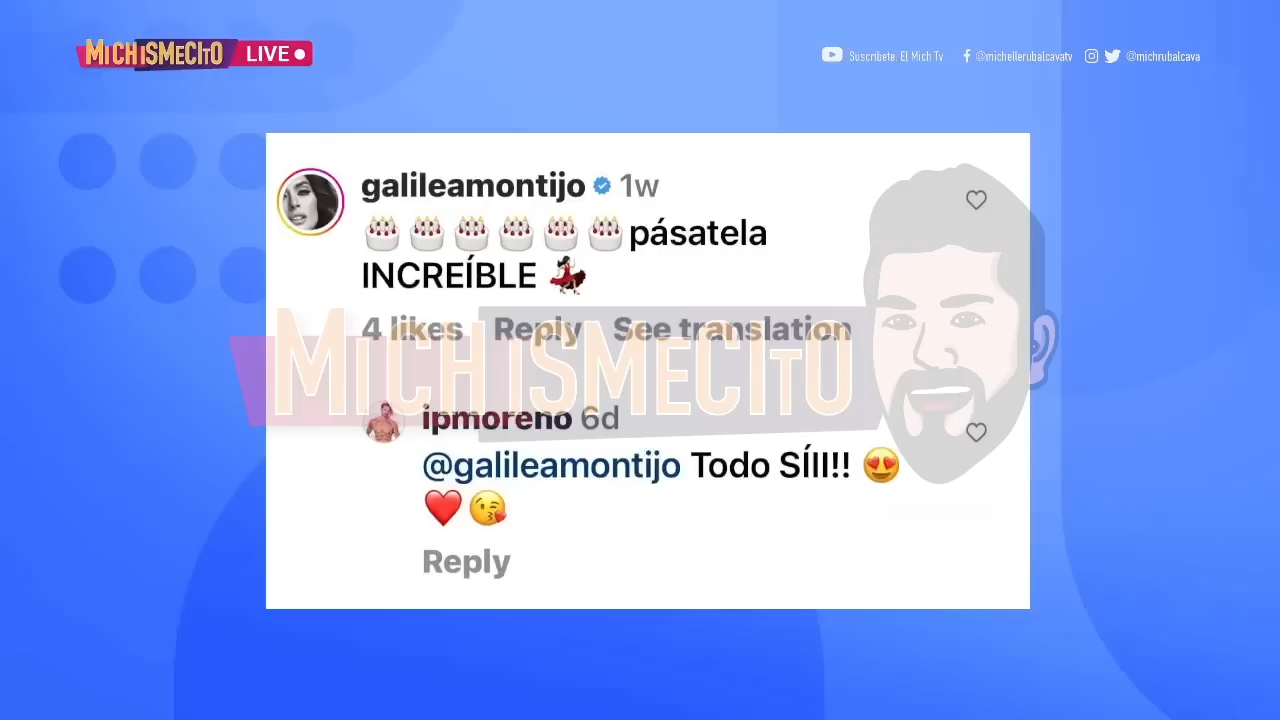 MICHISMECITO LIVE
Suscríbete: El Mich Tv @michellerubalcavatv @michrubalcava
galileamontijo 1w
🎂🎂🎂🎂🎂🎂 pásatela
INCREÍBLE 💃
4 likes Reply See translation
MICHISMECITO
ipmoreno 6d
@galileamontijo Todo SÍII!! 😍
❤️😘
Reply